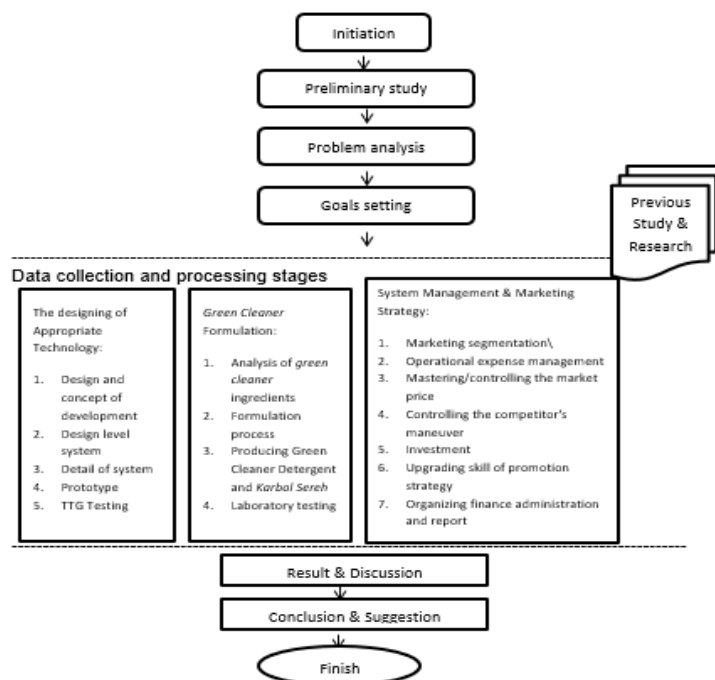 Initiation
Preliminary study
Problem analysis
Goals setting
Previous
Study &
Research
Data collection and processing stages
The designing of
Appropriate
Technology:
1. Design and
concept of
development
2. Design level
system
3. Detail of system
4. Prototype
5. TTG Testing
Green Cleaner
Formulation:
1. Analysis of green
cleaner
ingredients
2. Formulation
process
3. Producing Green
Cleaner Detergent
and Karbol Sereh
4. Laboratory testing
System Management & Marketing
Strategy:
1. Marketing segmentation\
2. Operational expense management
3. Mastering/controlling the market
price
4. Controlling the competitor's
maneuver
5. Investment
6. Upgrading skill of promotion
strategy
7. Organizing finance administration
and report
Result & Discussion
Conclusion & Suggestion
Finish